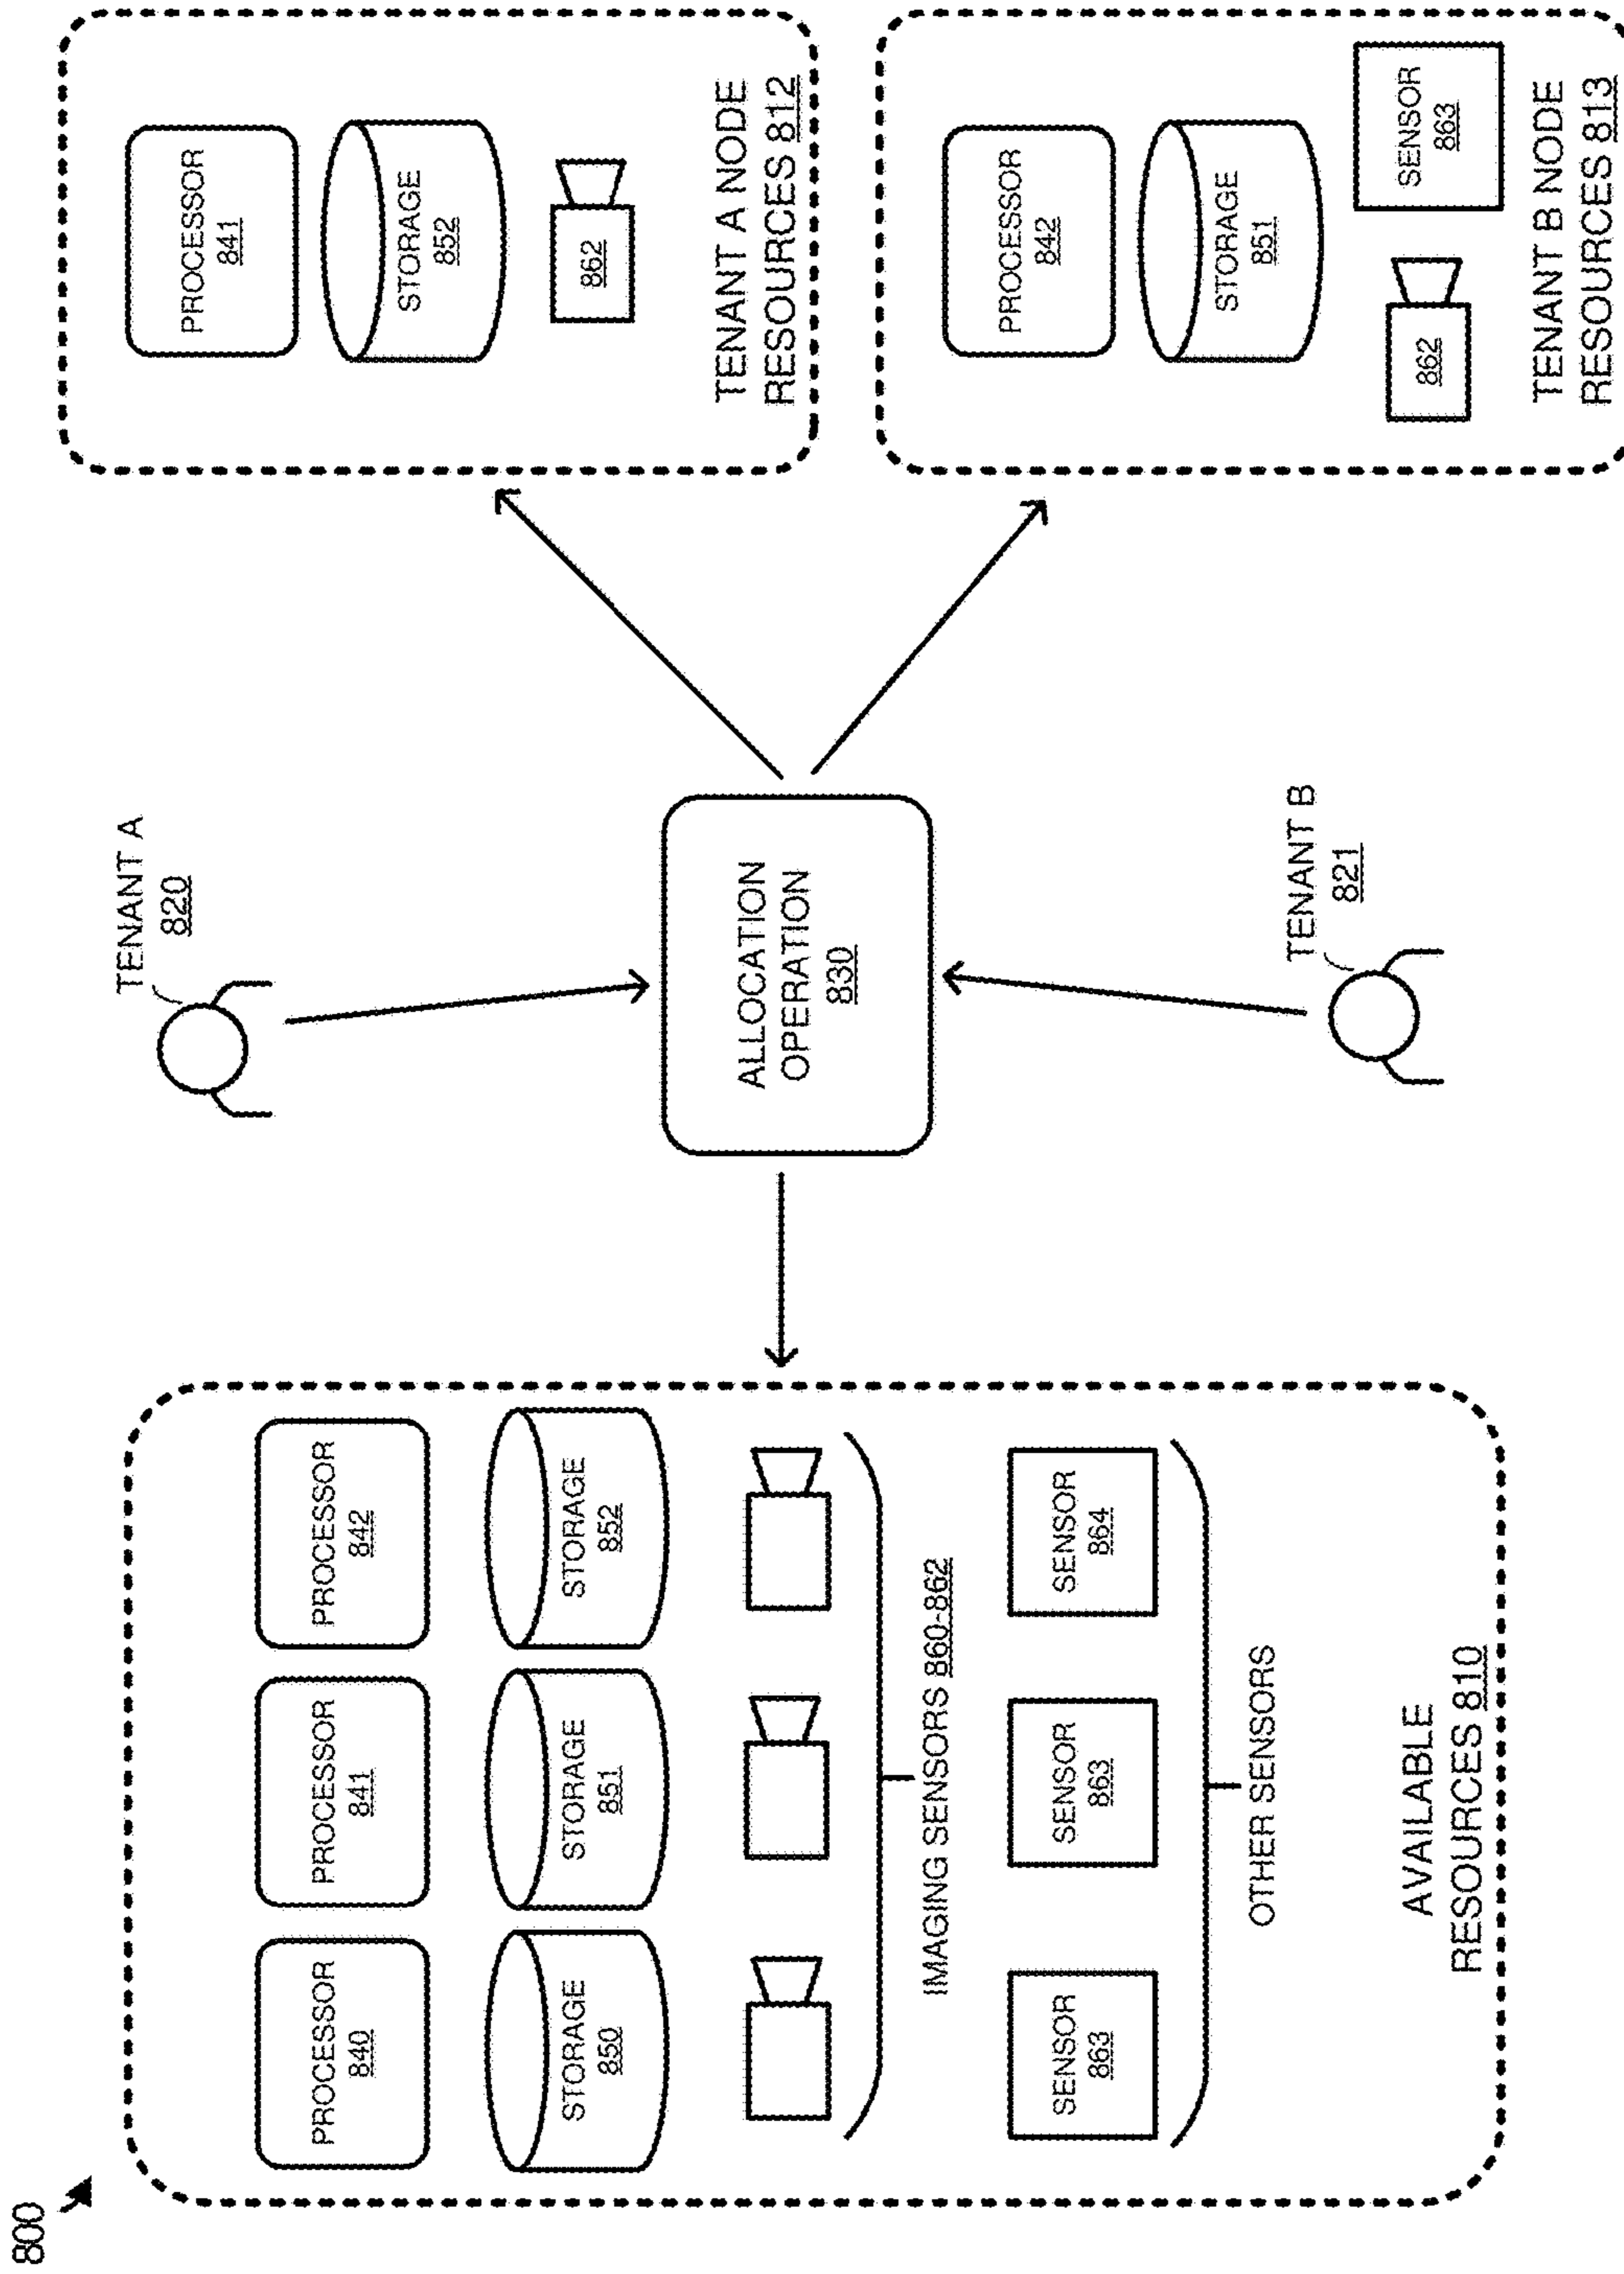 800
PROCESSOR
840
PROCESSOR
841
PROCESSOR
842
STORAGE
850
STORAGE
851
STORAGE
852
IMAGING SENSORS 860-862
SENSOR
863
SENSOR
863
SENSOR
864
OTHER SENSORS
AVAILABLE
RESOURCES 810
TENANT A
820
ALLOCATION
OPERATION
830
TENANT B
821
PROCESSOR
841
STORAGE
852
862
TENANT A NODE
RESOURCES 812
PROCESSOR
842
STORAGE
851
862
SENSOR
863
TENANT B NODE
RESOURCES 813